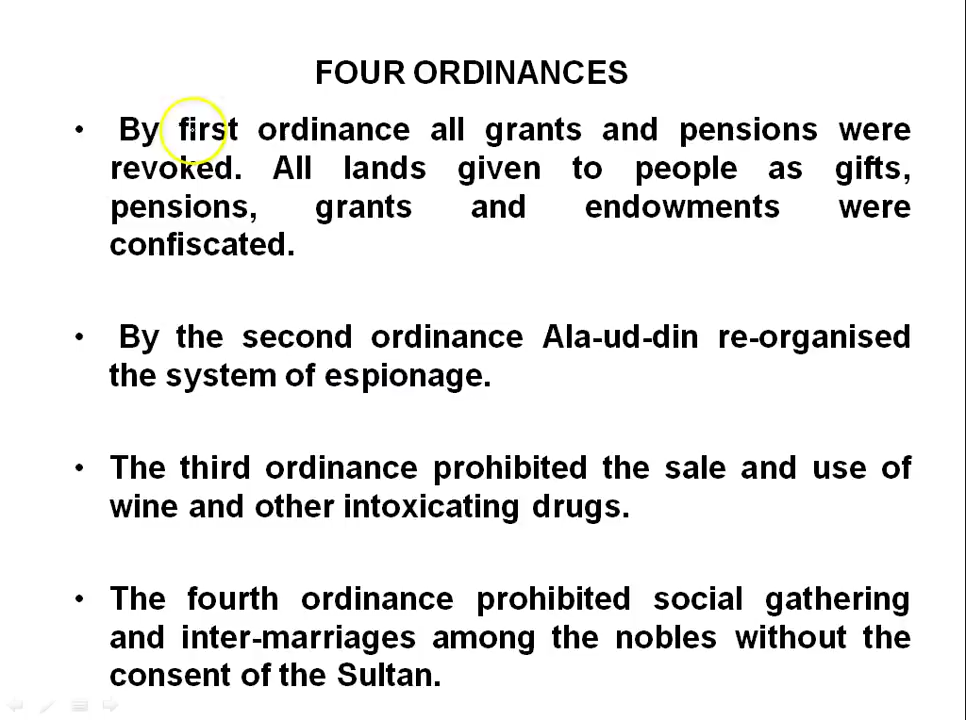 FOUR ORDINANCES
• By first ordinance all grants and pensions were
revoked. All lands given to people as gifts,
pensions, grants and endowments were
confiscated.
• By the second ordinance Ala-ud-din re-organised
the system of espionage.
• The third ordinance prohibited the sale and use of
wine and other intoxicating drugs.
• The fourth ordinance prohibited social gathering
and inter-marriages among the nobles without the
consent of the Sultan.